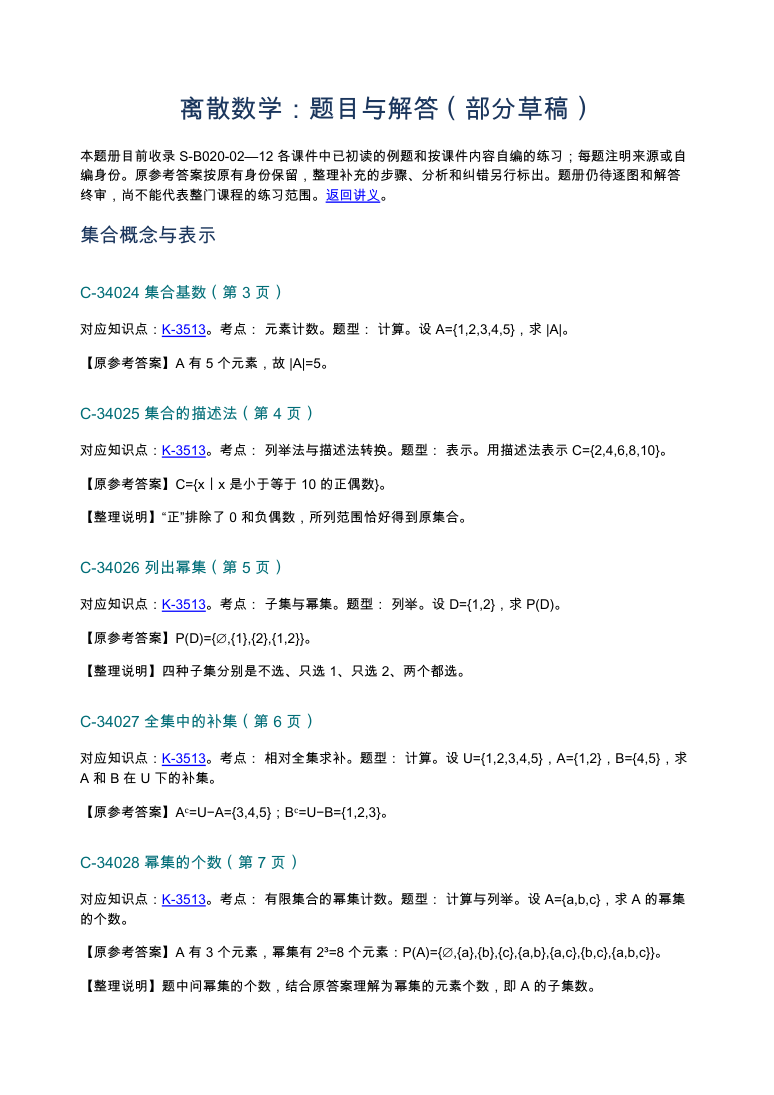 离散数学：题目与解答（部分草稿）
本题册目前收录 S-B020-02—12 各课件中已初读的例题和按课件内容自编的练习；每题注明来源或自
编身份。原参考答案按原有身份保留，整理补充的步骤、分析和纠错另行标出。题册仍待逐图和解答
终审，尚不能代表整门课程的练习范围。返回讲义。
集合概念与表示
C-34024 集合基数（第 3 页）
对应知识点：K-3513。考点： 元素计数。题型： 计算。设 A={1,2,3,4,5}，求 |A|。
【原参考答案】A 有 5 个元素，故 |A|=5。
C-34025 集合的描述法（第 4 页）
对应知识点：K-3513。考点： 列举法与描述法转换。题型： 表示。用描述法表示 C={2,4,6,8,10}。
【原参考答案】C={x｜x 是小于等于 10 的正偶数}。
【整理说明】“正”排除了 0 和负偶数，所列范围恰好得到原集合。
C-34026 列出幂集（第 5 页）
对应知识点：K-3513。考点： 子集与幂集。题型： 列举。设 D={1,2}，求 P(D)。
【原参考答案】P(D)={∅,{1},{2},{1,2}}。
【整理说明】四种子集分别是不选、只选 1、只选 2、两个都选。
C-34027 全集中的补集（第 6 页）
对应知识点：K-3513。考点： 相对全集求补。题型： 计算。设 U={1,2,3,4,5}，A={1,2}，B={4,5}，求
A 和 B 在 U 下的补集。
【原参考答案】Aᶜ=U−A={3,4,5}；Bᶜ=U−B={1,2,3}。
C-34028 幂集的个数（第 7 页）
对应知识点：K-3513。考点： 有限集合的幂集计数。题型： 计算与列举。设 A={a,b,c}，求 A 的幂集
的个数。
【原参考答案】A 有 3 个元素，幂集有 2³=8 个元素：P(A)={∅,{a},{b},{c},{a,b},{a,c},{b,c},{a,b,c}}。
【整理说明】题中问幂集的个数，结合原答案理解为幂集的元素个数，即 A 的子集数。